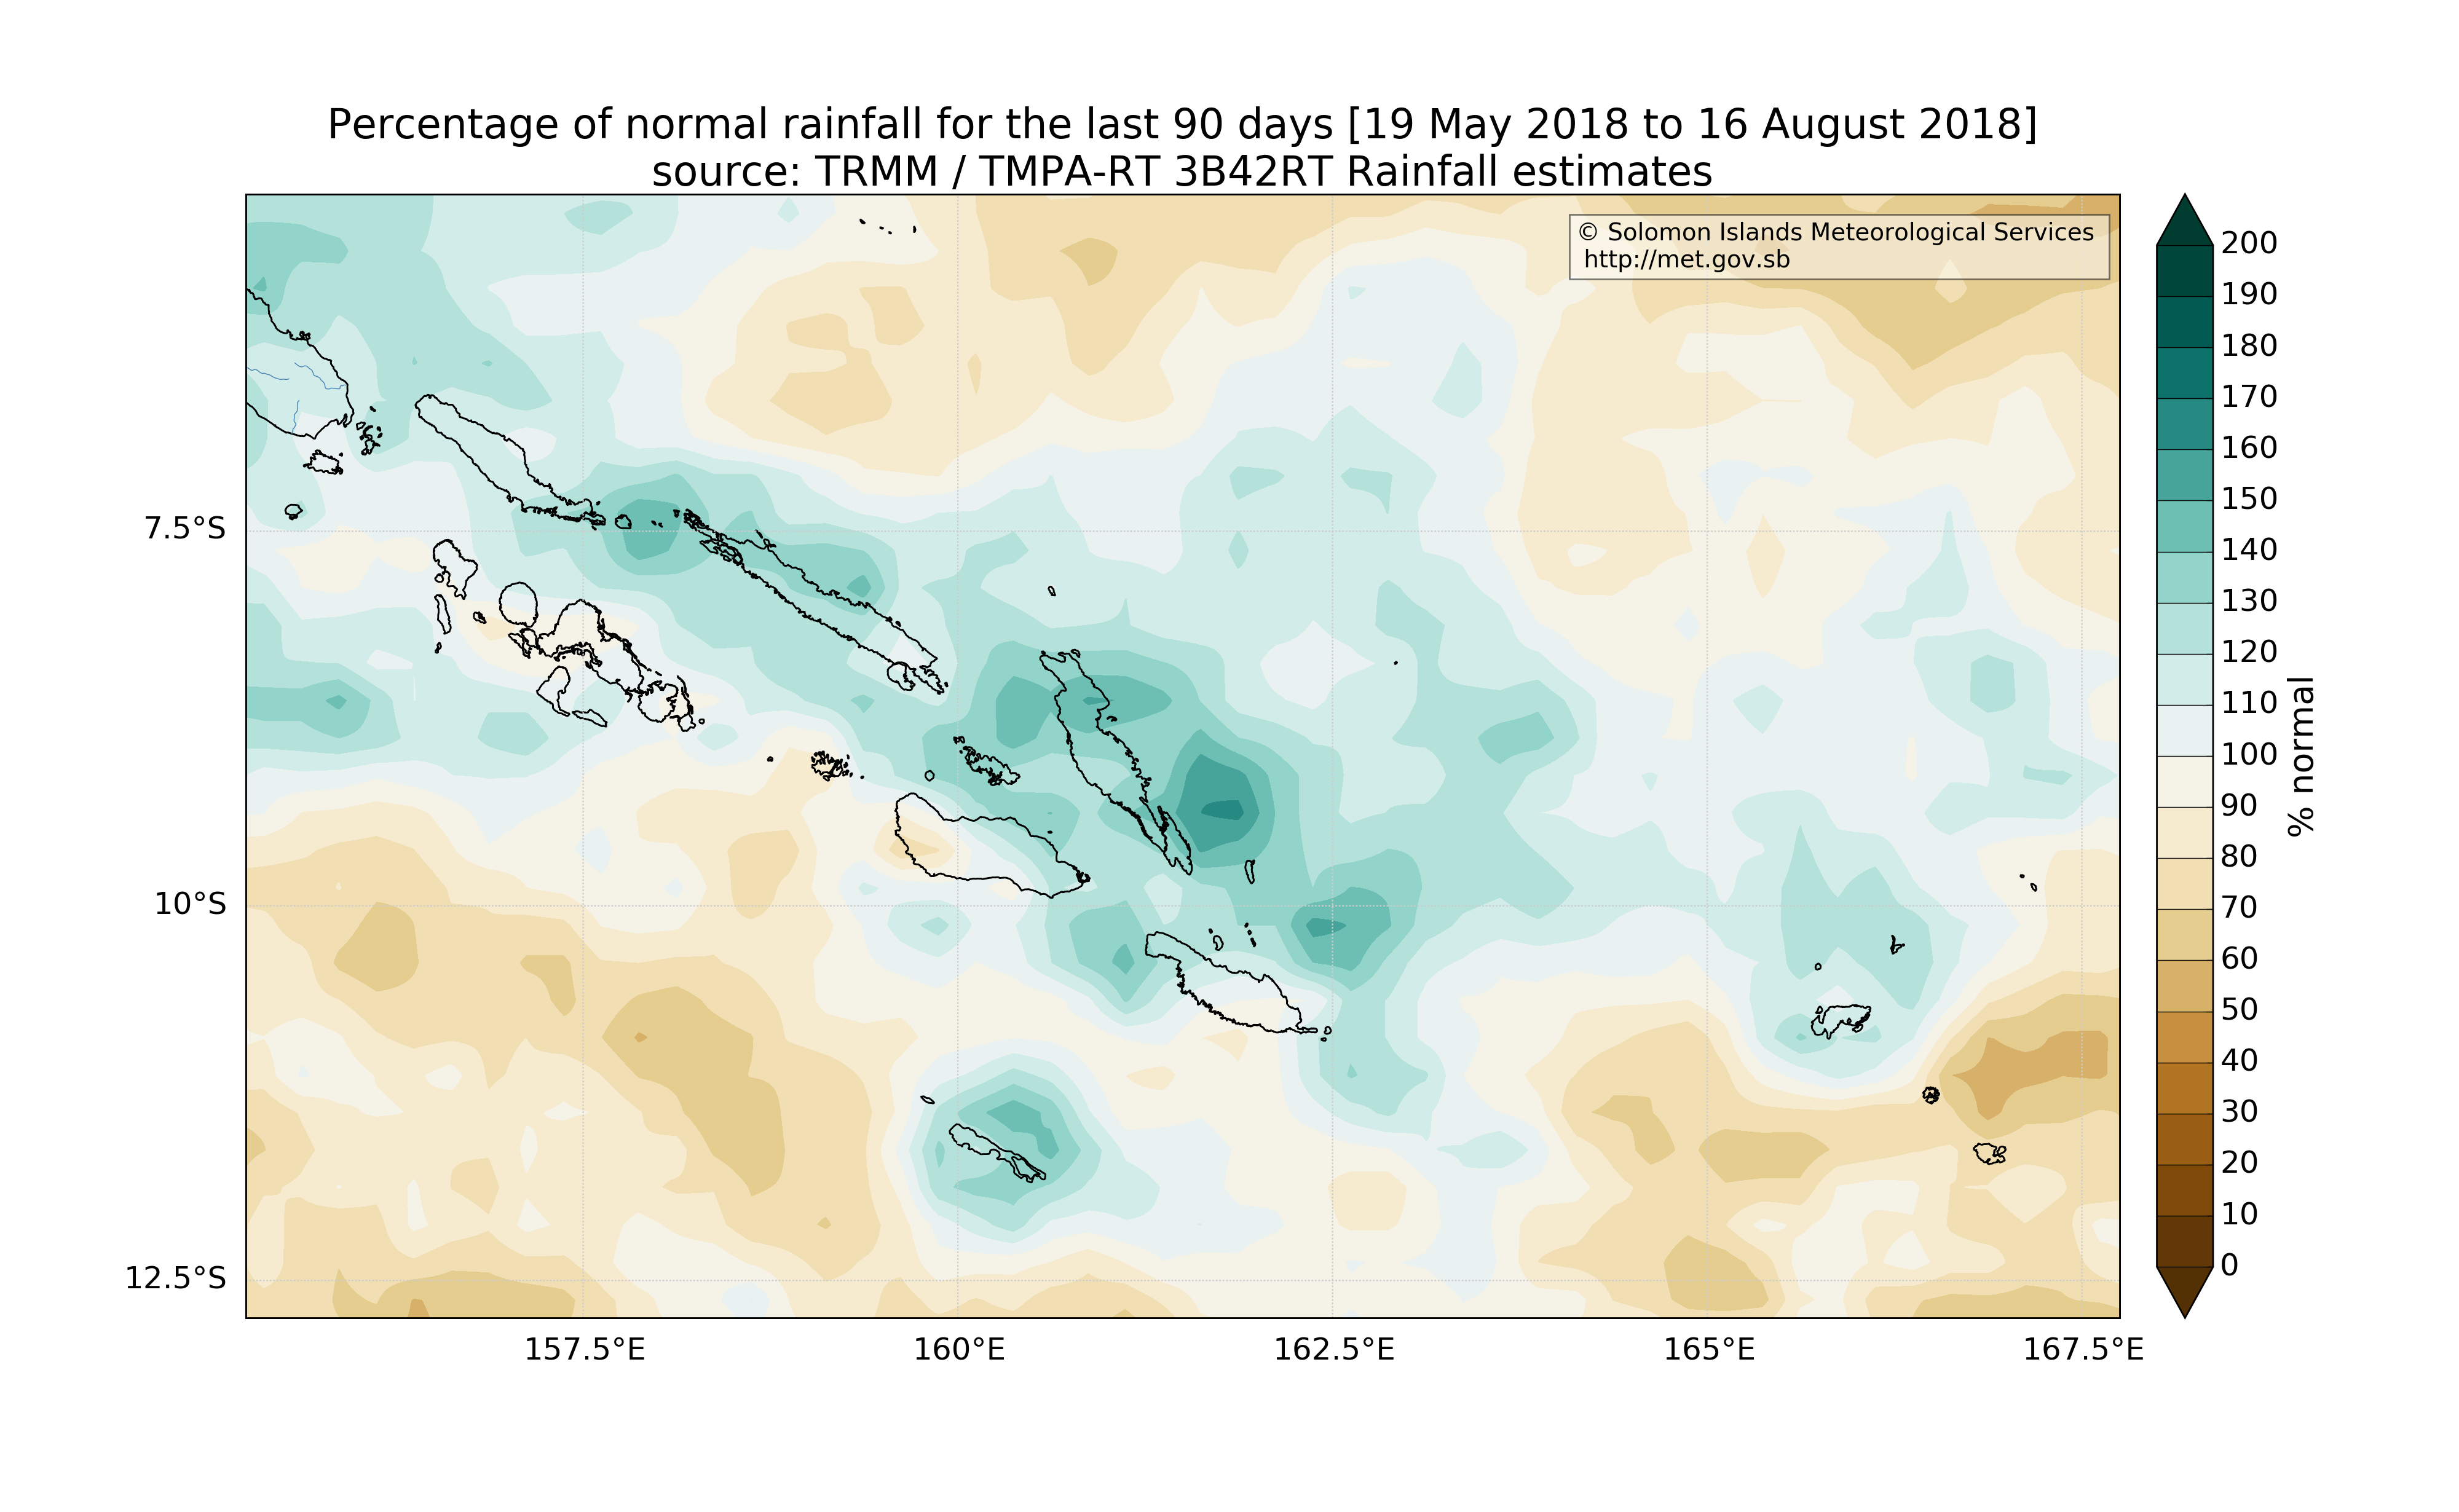 Percentage of normal rainfall for the last 90 days [19 May 2018 to 16 August 2018]
source: TRMM / TMPA-RT 3B42RT Rainfall estimates
© Solomon Islands Meteorological Services
http://met.gov.sb
7.5°S
10°S
12.5°S
157.5°E
160°E
162.5°E
165°E
167.5°E
200
190
180
170
160
150
140
130
120
110
100
90
80
70
60
50
40
30
20
10
0
% normal